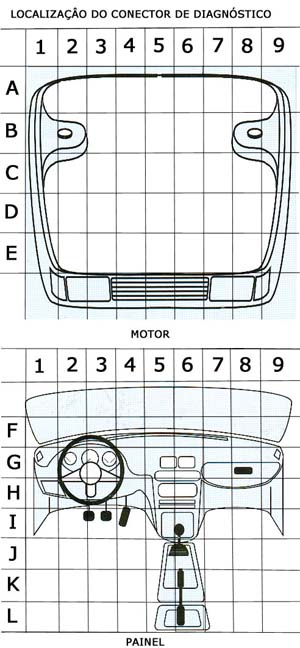 LOCALIZAÇÂO DO CONECTOR DE DIAGNÓSTICO
1 2 3 4 5 6 7 8 9
A
B
C
D
E
MOTOR
1 2 3 4 5 6 7 8 9
F
G
H
I
J
K
L
PAINEL